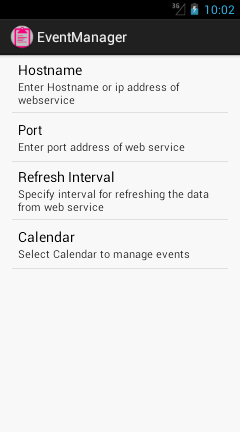 3G 10:02
EventManager
Hostname
Enter Hostname or ip address of
webservice
Port
Enter port address of web service
Refresh Interval
Specify interval for refreshing the data
from web service
Calendar
Select Calendar to manage events